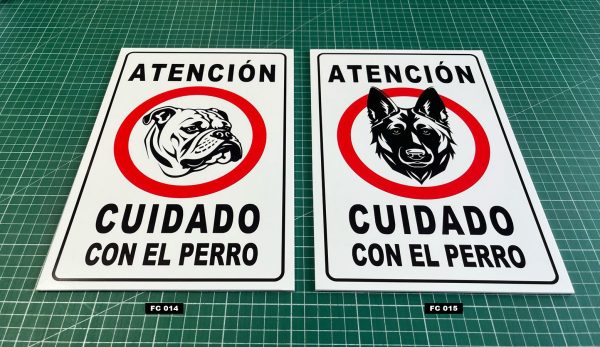 ATENCIÓN
CUIDADO
CON EL PERRO
FC 014
ATENCIÓN
CUIDADO
CON EL PERRO
FC 015